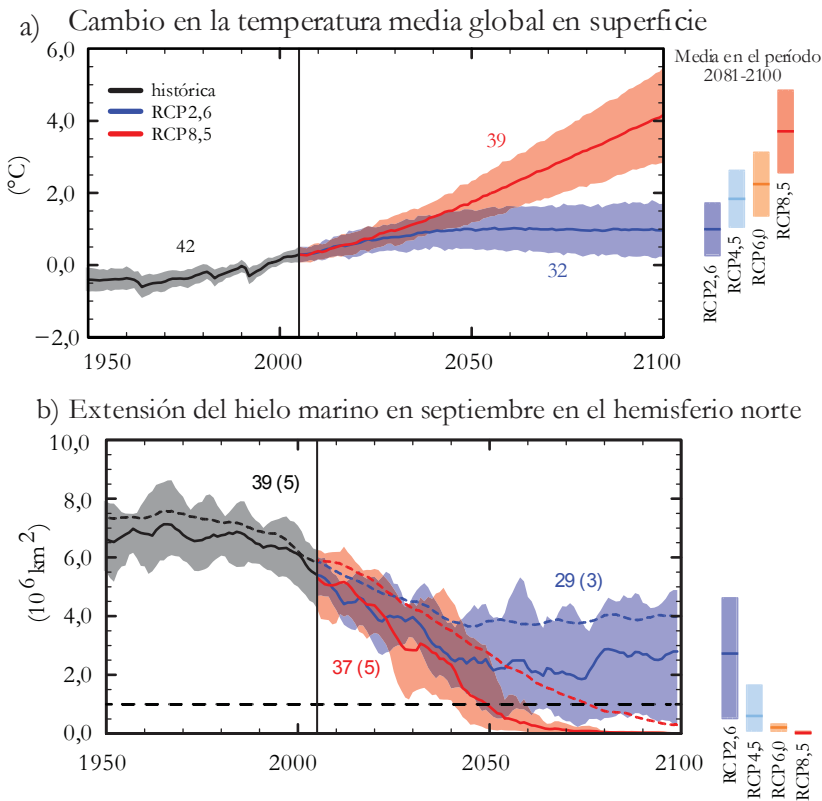 a) Cambio en la temperatura media global en superficie
6,0
4,0
2,0
0,0
−2,0
(°C)
histórica
RCP2,6
RCP8,5
42
39
32
1950
2000
2050
2100
Media en el período
2081-2100
RCP2,6
RCP4,5
RCP6,0
RCP8,5
b) Extensión del hielo marino en septiembre en el hemisferio norte
10,0
8,0
6,0
4,0
2,0
0,0
(10⁶ km²)
39 (5)
29 (3)
37 (5)
1950
2000
2050
2100
RCP2,6
RCP4,5
RCP6,0
RCP8,5